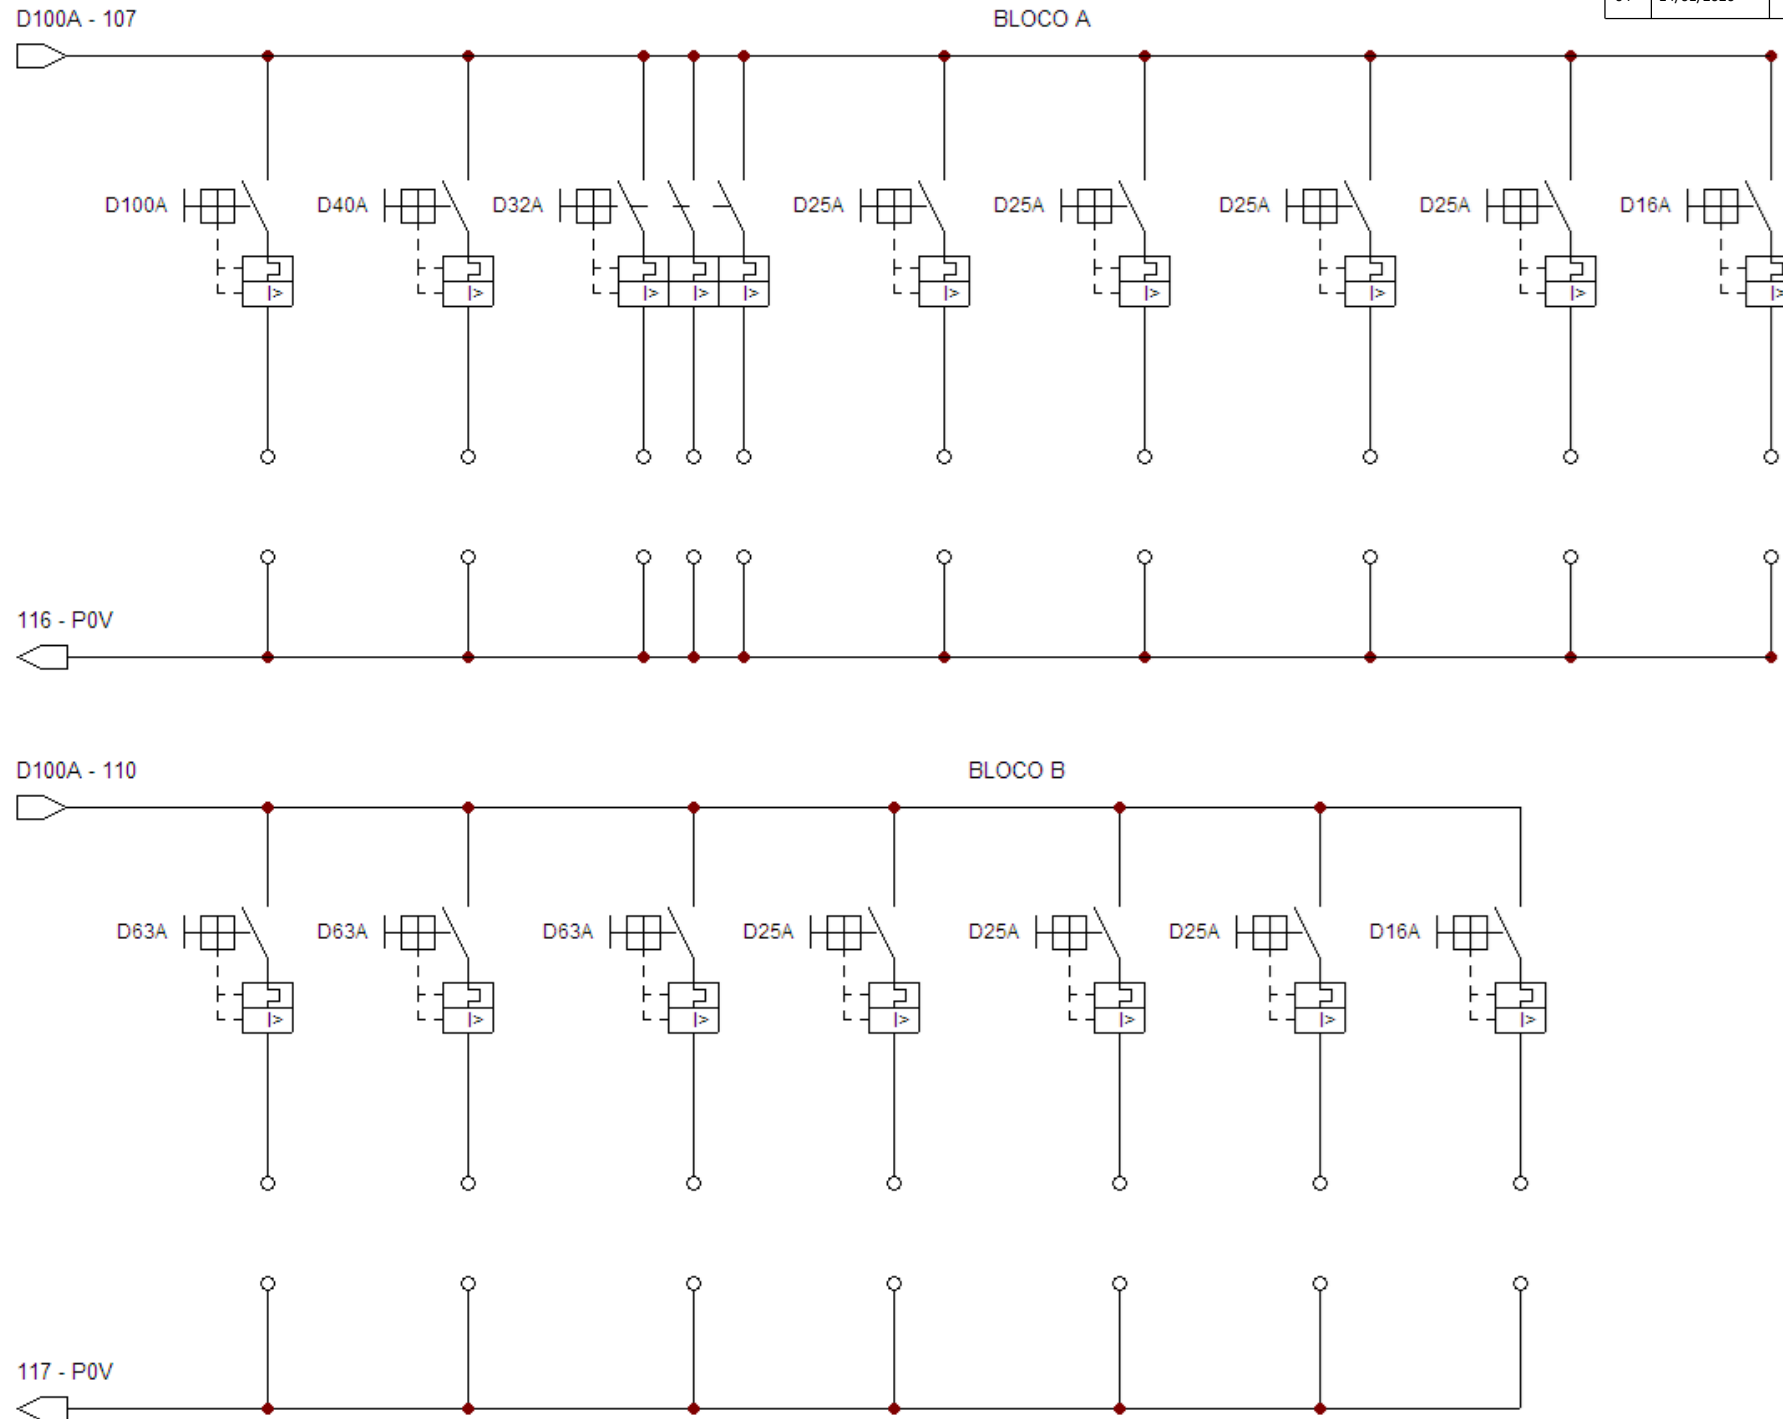 D100A - 107
BLOCO A
D100A
D40A
D32A
D25A
D25A
D25A
D25A
D16A
I>
I>
I>
I>
I>
I>
I>
I>
I>
I>
116 - P0V
D100A - 110
BLOCO B
D63A
D63A
D63A
D25A
D25A
D25A
D16A
I>
I>
I>
I>
I>
I>
I>
117 - P0V